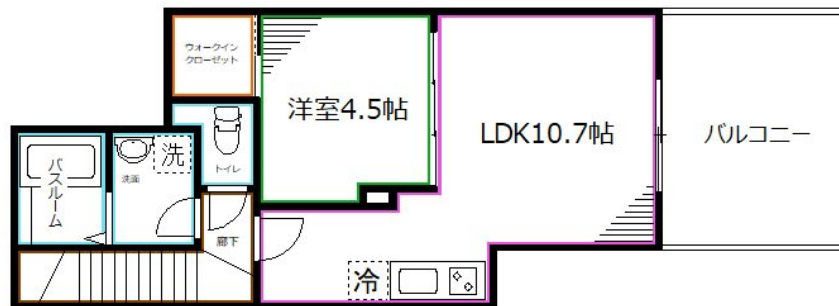 ウォークイン
クローゼット
洋室4.5帖
LDK10.7帖
バルコニー
バスルーム
洗面
洗
トイレ
廊下
冷